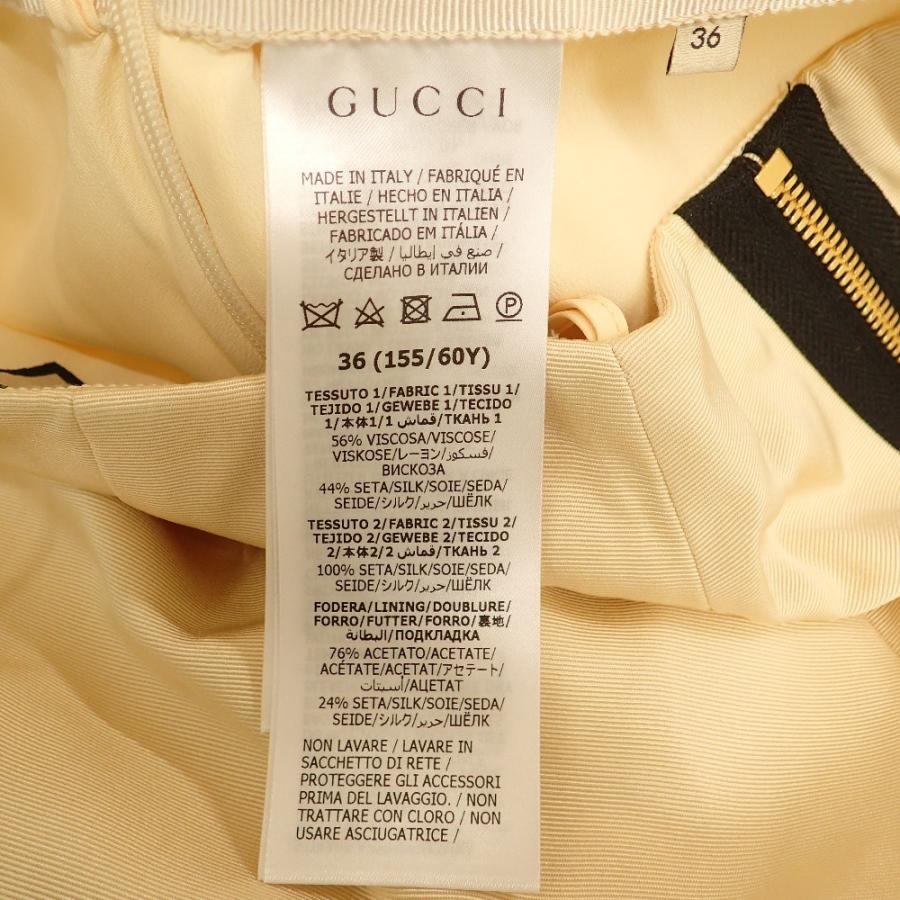 36
GUCCI
MADE IN ITALY / FABRIQUÉ EN
ITALIE / HECHO EN ITALIA /
HERGESTELLT IN ITALIEN /
FABRICADO EM ITÁLIA /
イタリア製 / صنع في إيطاليا /
СДЕЛАНО В ИТАЛИИ
P
36 (155/60Y)
TESSUTO 1/FABRIC 1/TISSU 1/
TEJIDO 1/GEWEBE 1/TECIDO
1/本体1/قماش 1/ТКАНЬ 1
56% VISCOSA/VISCOSE/
VISKOSE/レーヨン/فسكوز/
ВИСКОЗА
44% SETA/SILK/SOIE/SEDA/
SEIDE/シルク/حرير/ШЁЛК
TESSUTO 2/FABRIC 2/TISSU 2/
TEJIDO 2/GEWEBE 2/TECIDO
2/本体2/قماش 2/ТКАНЬ 2
100% SETA/SILK/SOIE/SEDA/
SEIDE/シルク/حرير/ШЁЛК
FODERA/LINING/DOUBLURE/
FORRO/FUTTER/FORRO/裏地/
البطانة/ПОДКЛАДКА
76% ACETATO/ACETATE/
ACÉTATE/ACETAT/アセテート/
أسيتات/АЦЕТАТ
24% SETA/SILK/SOIE/SEDA/
SEIDE/シルク/حرير/ШЁЛК
NON LAVARE / LAVARE IN
SACCHETTO DI RETE /
PROTEGGERE GLI ACCESSORI
PRIMA DEL LAVAGGIO. / NON
TRATTARE CON CLORO / NON
USARE ASCIUGATRICE /